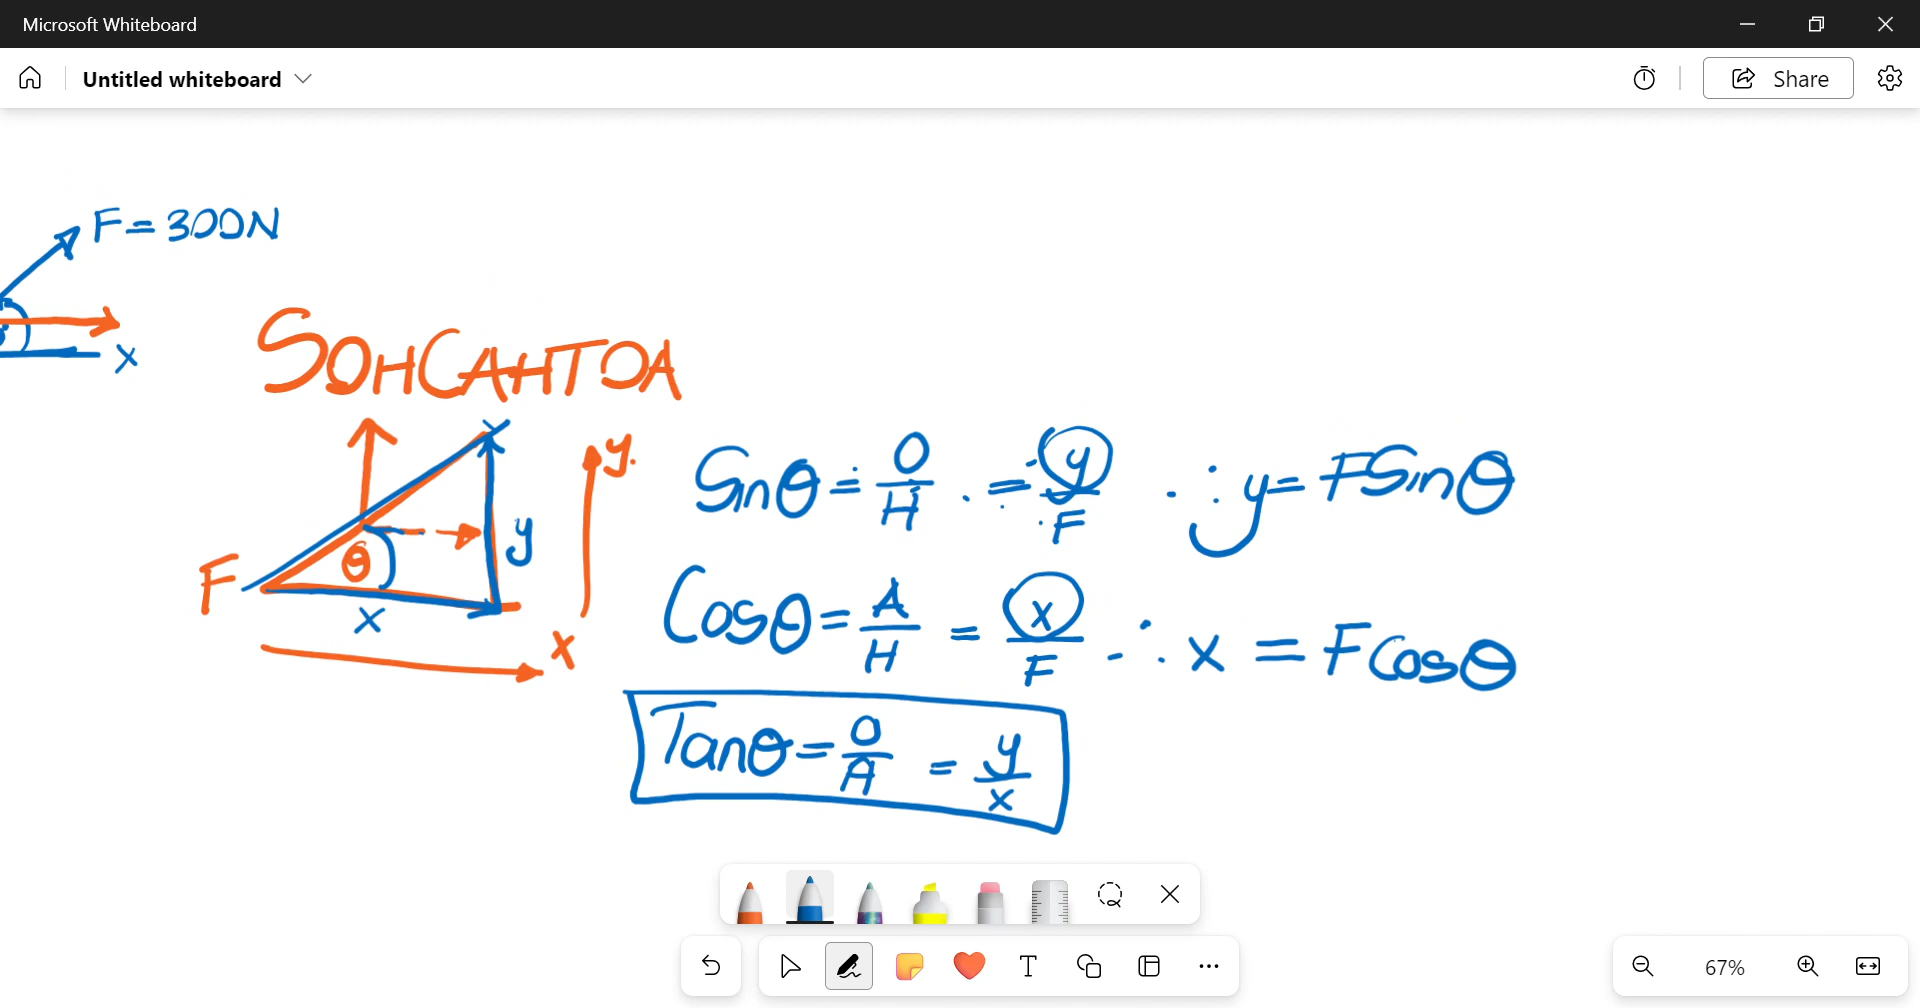 Microsoft Whiteboard
Untitled whiteboard
Share
F = 300N
x
SOHCAHTOA
y
Sinθ = O/H = y/F ∴ y = FSinθ
θ
y
F
x
x
Cosθ = A/H = x/F ∴ x = FCosθ
Tanθ = O/A = y/x
T
67%